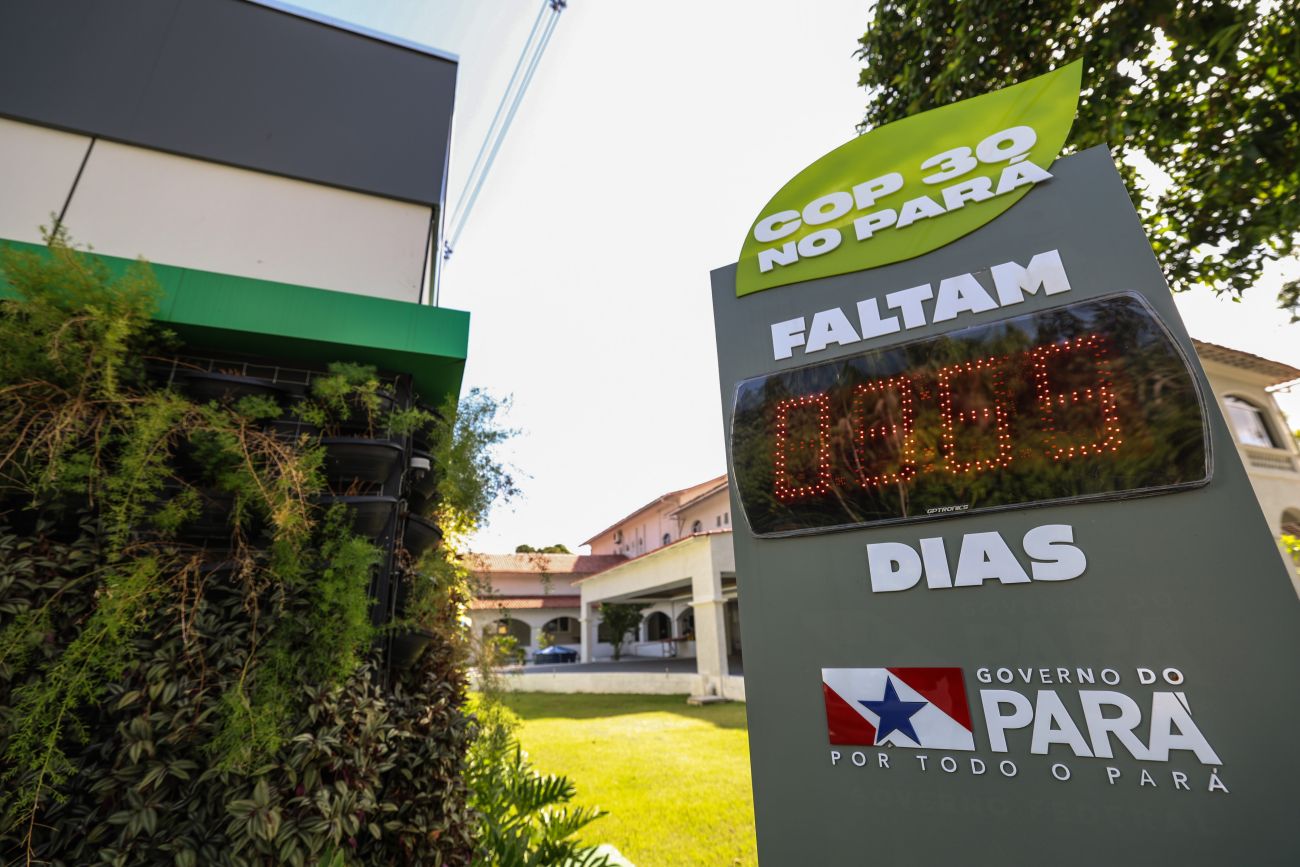 COP 30
NO PARÁ
FALTAM
0065
GPTRONICS
DIAS
GOVERNO DO
PARÁ
POR TODO O PARÁ